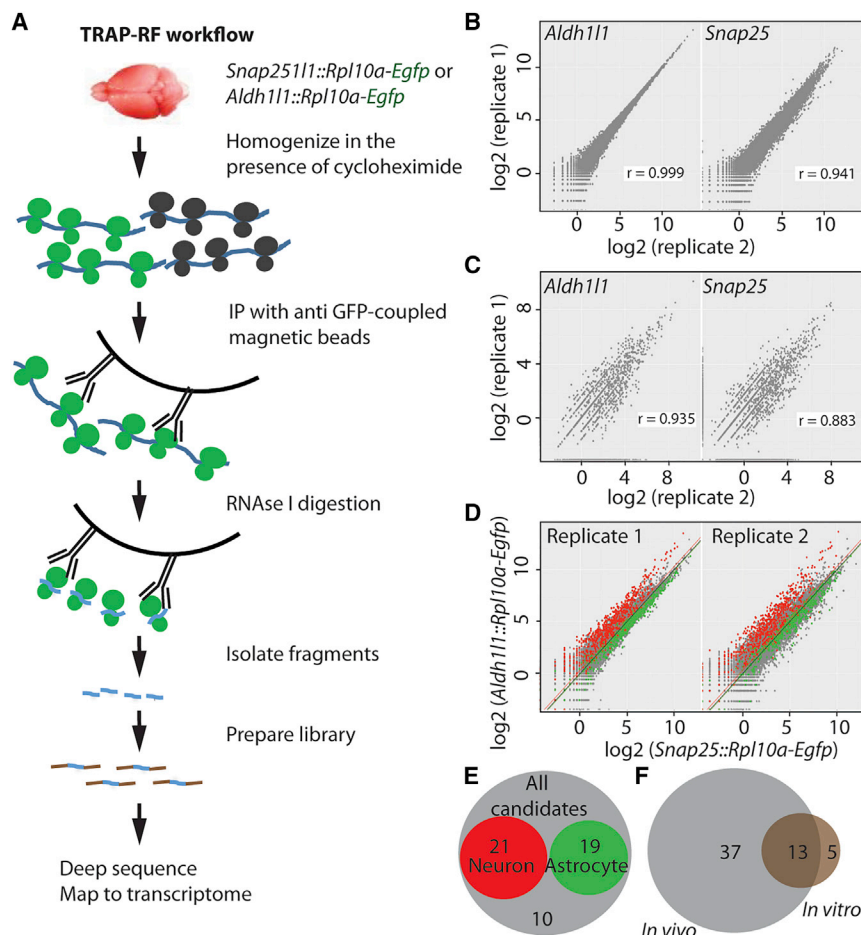 A
TRAP-RF workflow
Snap25l1::Rpl10a-Egfp or
Aldh1l1::Rpl10a-Egfp
Homogenize in the
presence of cycloheximide
IP with anti GFP-coupled
magnetic beads
RNAse I digestion
Isolate fragments
Prepare library
Deep sequence
Map to transcriptome
B
Aldh1l1
Snap25
log2 (replicate 1)
10
5
0
r = 0.999
r = 0.941
0
5
10
0
5
10
log2 (replicate 2)
C
Aldh1l1
Snap25
log2 (replicate 1)
8
4
0
r = 0.935
r = 0.883
0
4
8
0
4
8
log2 (replicate 2)
D
Replicate 1
Replicate 2
log2 (Aldh1l1::Rpl10a-Egfp)
10
5
0
0
5
10
0
5
10
log2 (Snap25::Rpl10a-Egfp)
E
All
candidates
21
Neuron
19
Astrocyte
10
F
37
13
5
In vitro
In vivo